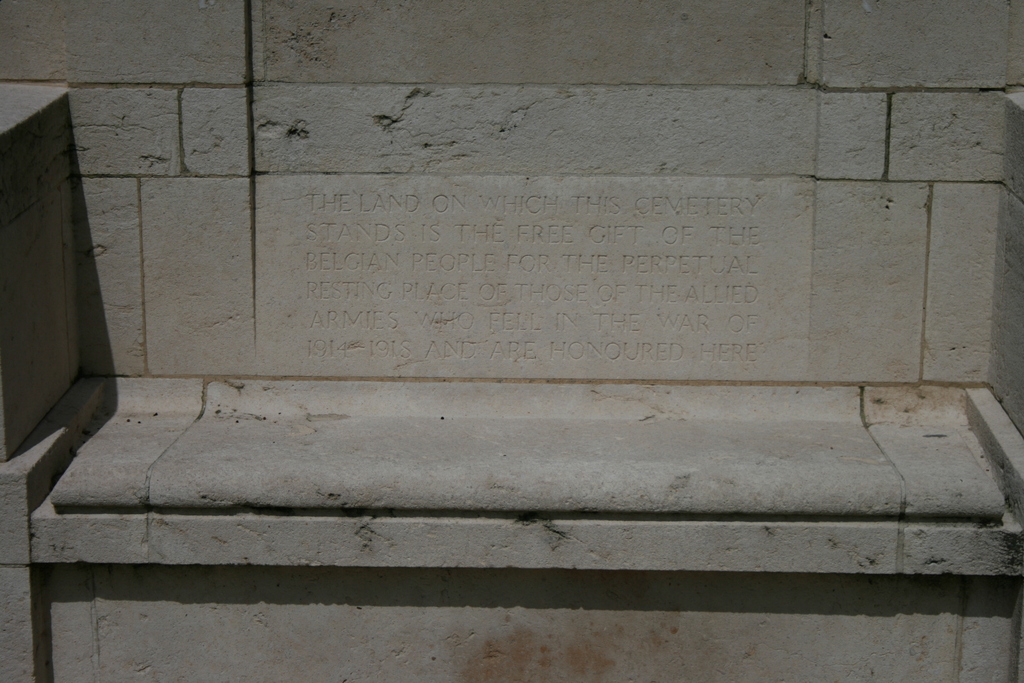 THE LAND ON WHICH THIS CEMETERY
STANDS IS THE FREE GIFT OF THE
BELGIAN PEOPLE FOR THE PERPETUAL
RESTING PLACE OF THOSE OF THE ALLIED
ARMIES WHO FELL IN THE WAR OF
1914–1918 AND ARE HONOURED HERE